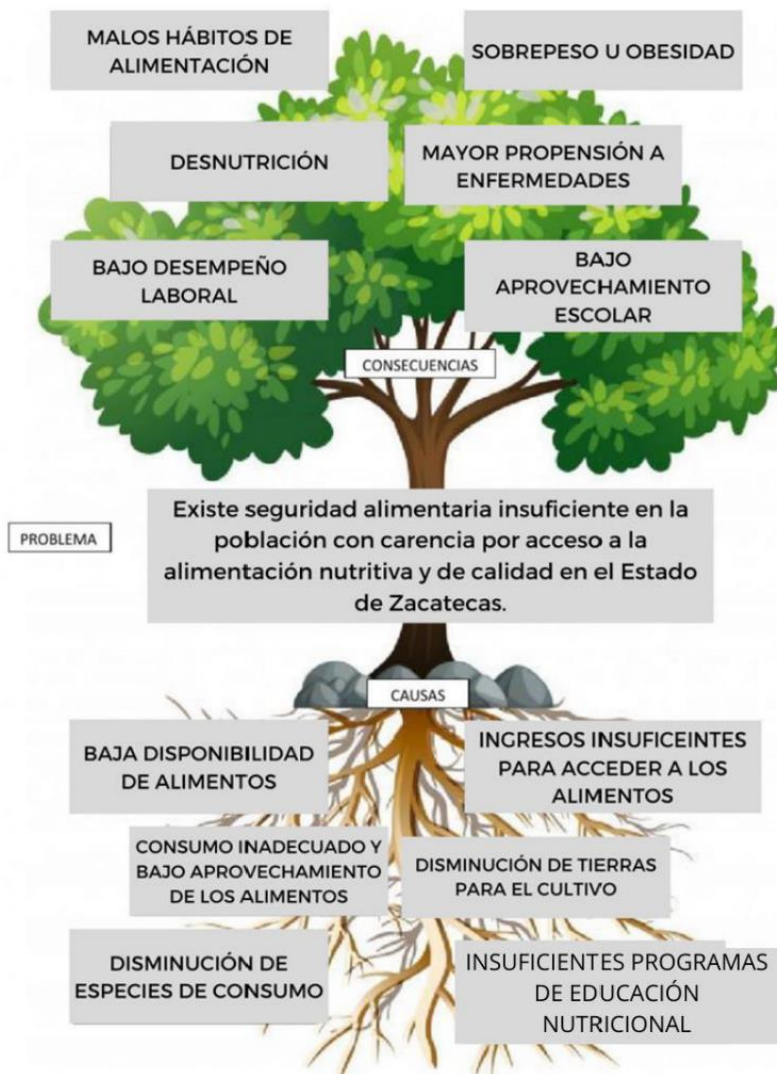 MALOS HÁBITOS DE
ALIMENTACIÓN
SOBREPESO U OBESIDAD
DESNUTRICIÓN
MAYOR PROPENSIÓN A
ENFERMEDADES
BAJO DESEMPEÑO
LABORAL
BAJO
APROVECHAMIENTO
ESCOLAR
CONSECUENCIAS
PROBLEMA
Existe seguridad alimentaria insuficiente en la
población con carencia por acceso a la
alimentación nutritiva y de calidad en el Estado
de Zacatecas.
CAUSAS
BAJA DISPONIBILIDAD
DE ALIMENTOS
INGRESOS INSUFICEINTES
PARA ACCEDER A LOS
ALIMENTOS
CONSUMO INADECUADO Y
BAJO APROVECHAMIENTO
DE LOS ALIMENTOS
DISMINUCIÓN DE TIERRAS
PARA EL CULTIVO
DISMINUCIÓN DE
ESPECIES DE CONSUMO
INSUFICIENTES PROGRAMAS
DE EDUCACIÓN
NUTRICIONAL